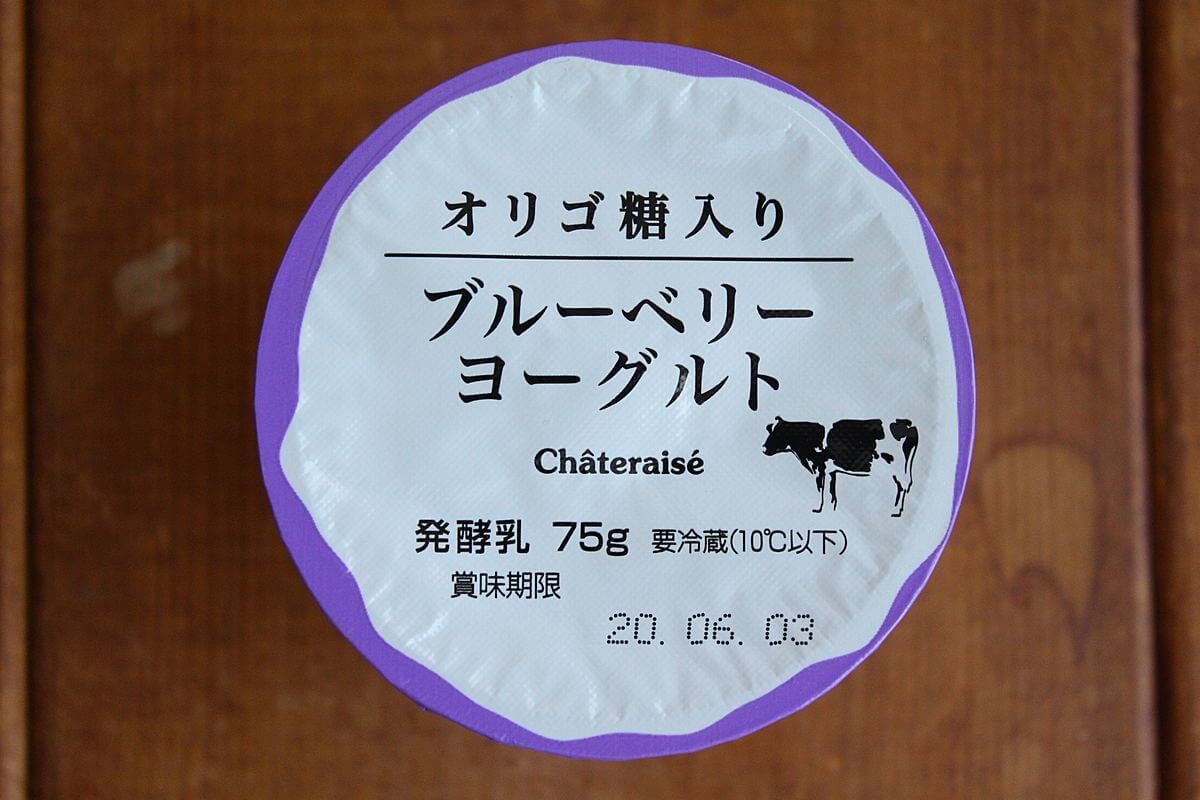 オリゴ糖入り
ブルーベリー
ヨーグルト
Châteraisé
発酵乳 75g 要冷蔵(10℃以下)
賞味期限
20. 06. 03